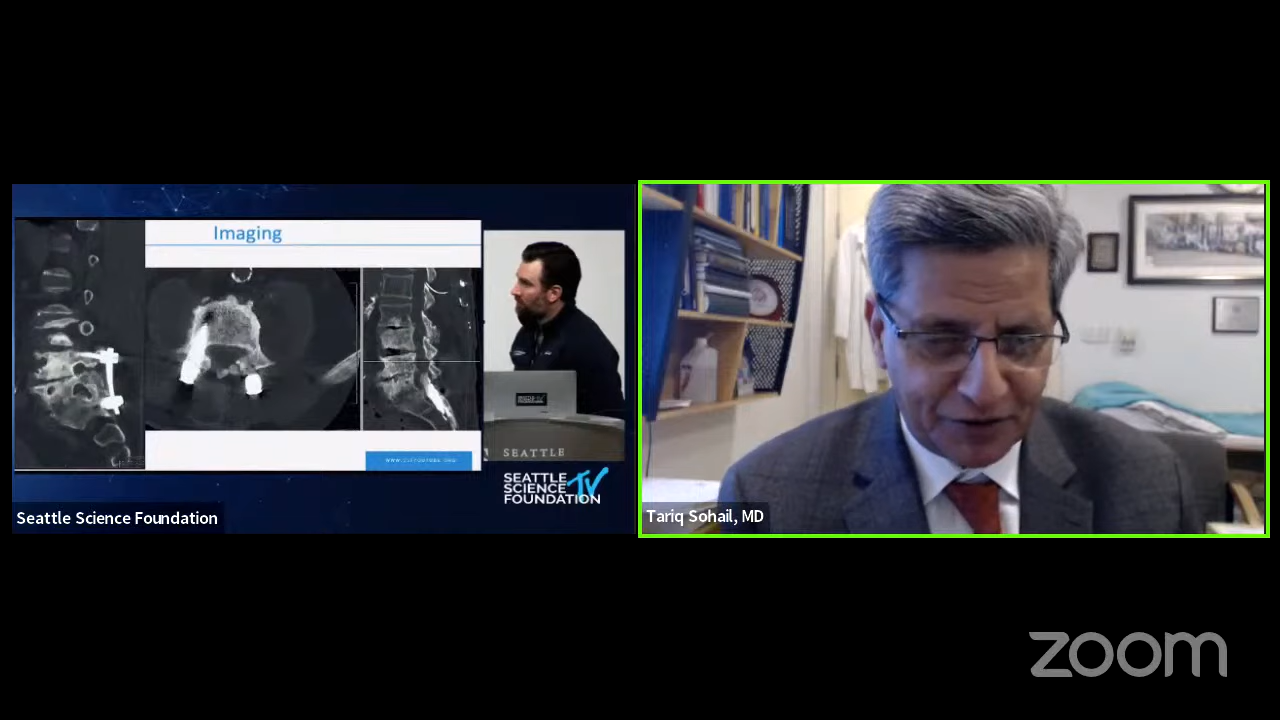 Imaging
SEATTLE
SEATTLE
SCIENCE TV
FOUNDATION
Seattle Science Foundation
Tariq Sohail, MD
zoom